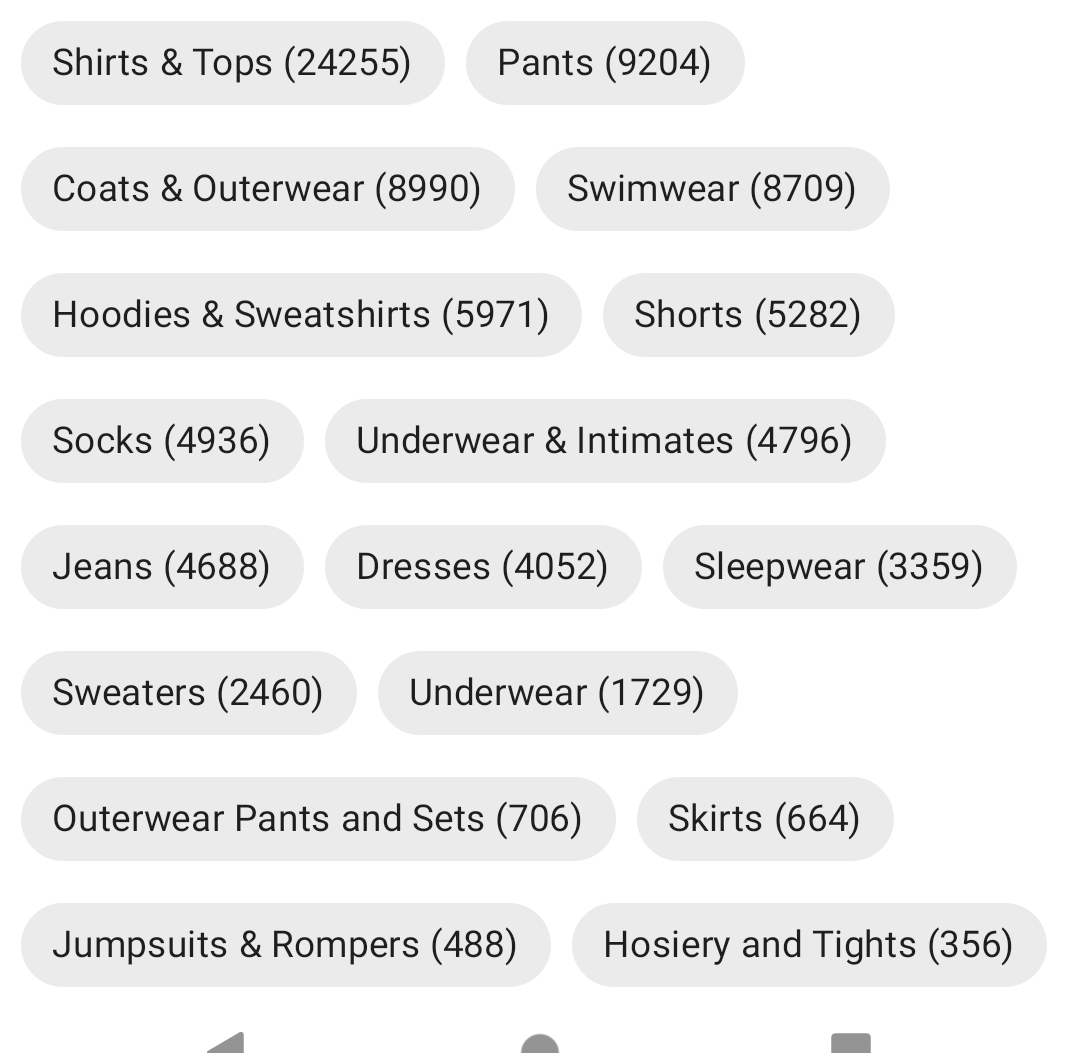 Shirts & Tops (24255) Pants (9204)
Coats & Outerwear (8990) Swimwear (8709)
Hoodies & Sweatshirts (5971) Shorts (5282)
Socks (4936) Underwear & Intimates (4796)
Jeans (4688) Dresses (4052) Sleepwear (3359)
Sweaters (2460) Underwear (1729)
Outerwear Pants and Sets (706) Skirts (664)
Jumpsuits & Rompers (488) Hosiery and Tights (356)